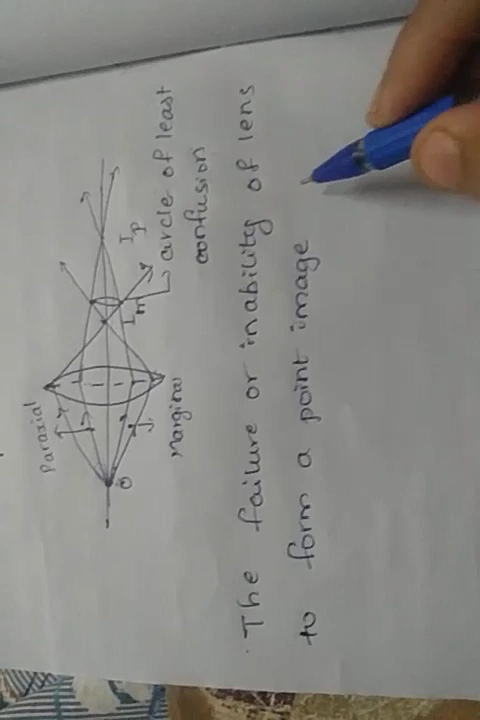 Paraxial
O
Marginal
Im
Ip
circle of least
confusion
The failure or inability of lens
to form a point image